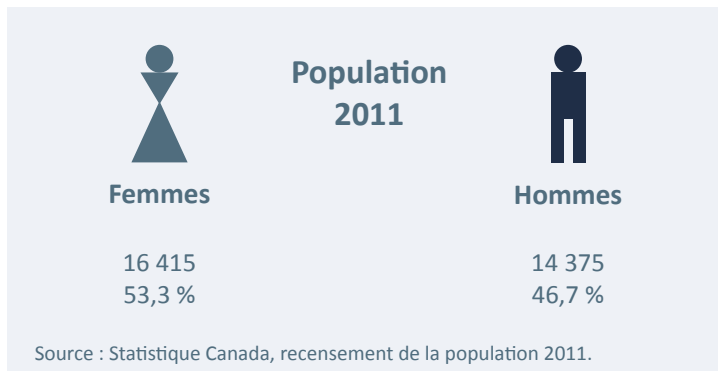 Population
2011
Femmes
Hommes
16 415
53,3 %
14 375
46,7 %
Source : Statistique Canada, recensement de la population 2011.